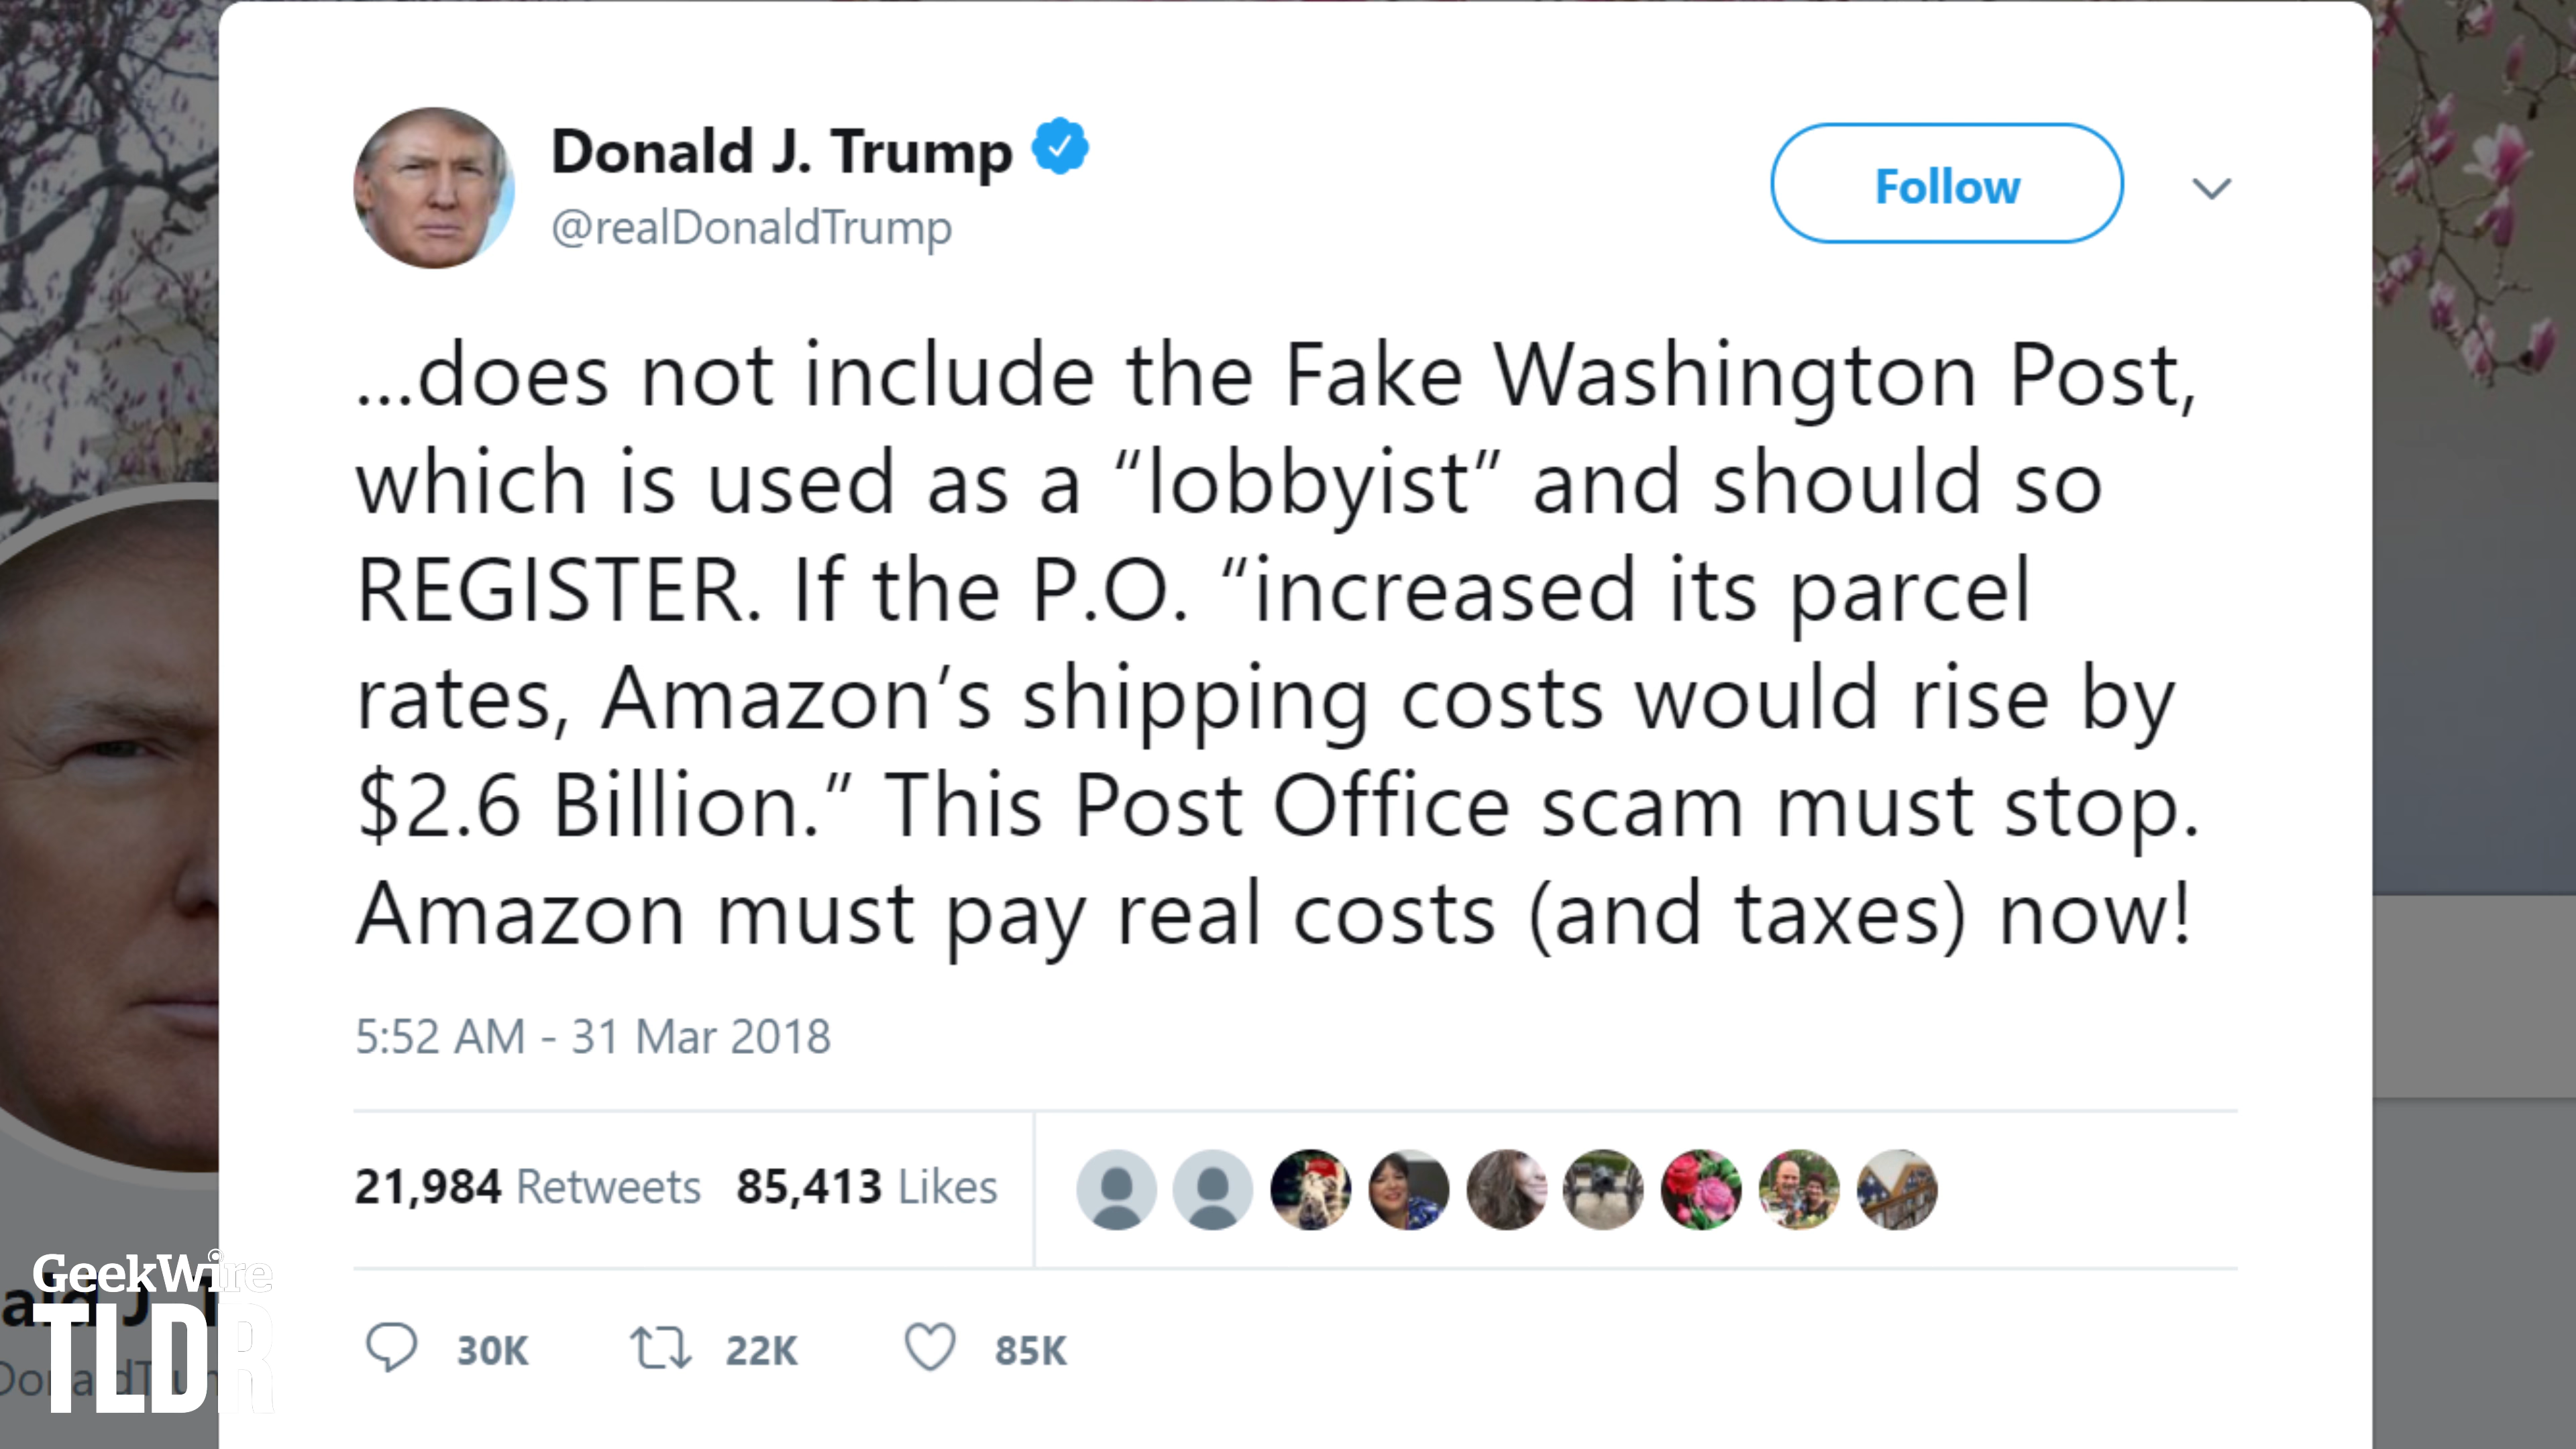 Donald J. Trump
@realDonaldTrump
Follow
...does not include the Fake Washington Post,
which is used as a “lobbyist” and should so
REGISTER. If the P.O. “increased its parcel
rates, Amazon’s shipping costs would rise by
$2.6 Billion.” This Post Office scam must stop.
Amazon must pay real costs (and taxes) now!
5:52 AM - 31 Mar 2018
21,984 Retweets 85,413 Likes
30K 22K 85K
GeekWire
TLDR